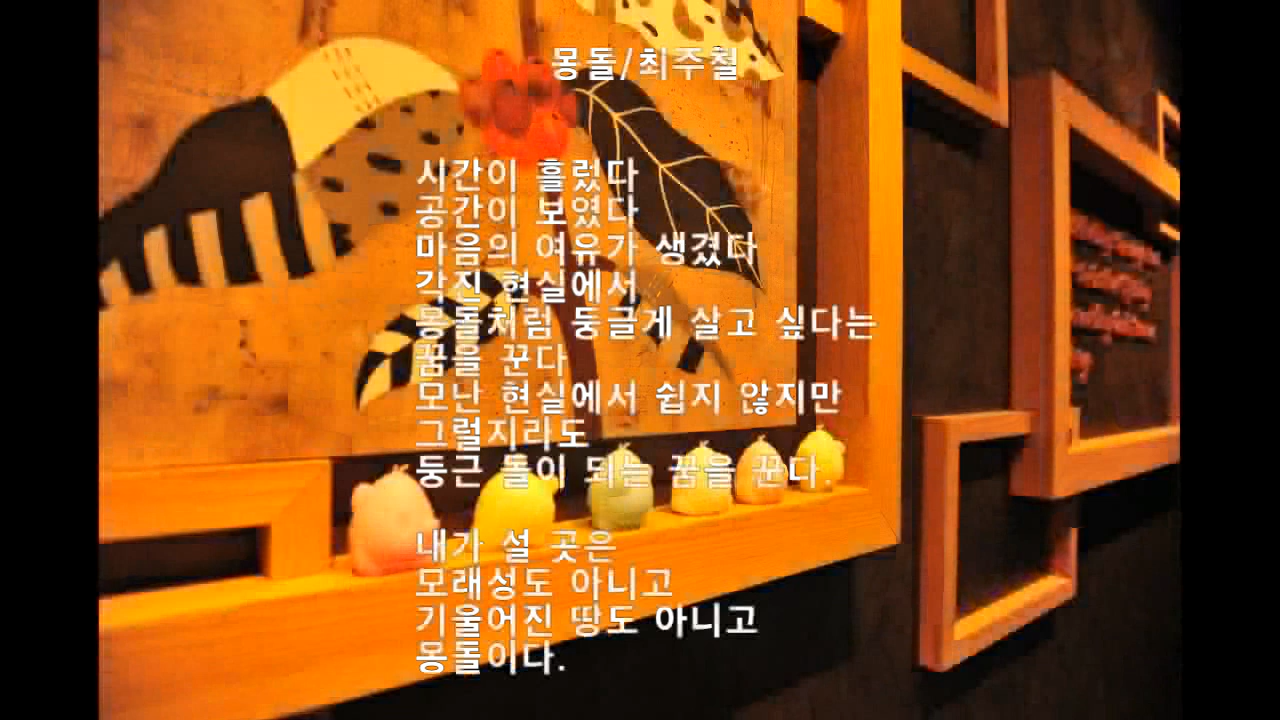 몽돌/최주철
시간이 흘렀다
공간이 보였다
마음의 여유가 생겼다
각진 현실에서
몽돌처럼 둥글게 살고 싶다는
꿈을 꾼다
모난 현실에서 쉽지 않지만
그럴지라도
둥근 돌이 되는 꿈을 꾼다.
내가 설 곳은
모래성도 아니고
기울어진 땅도 아니고
몽돌이다.